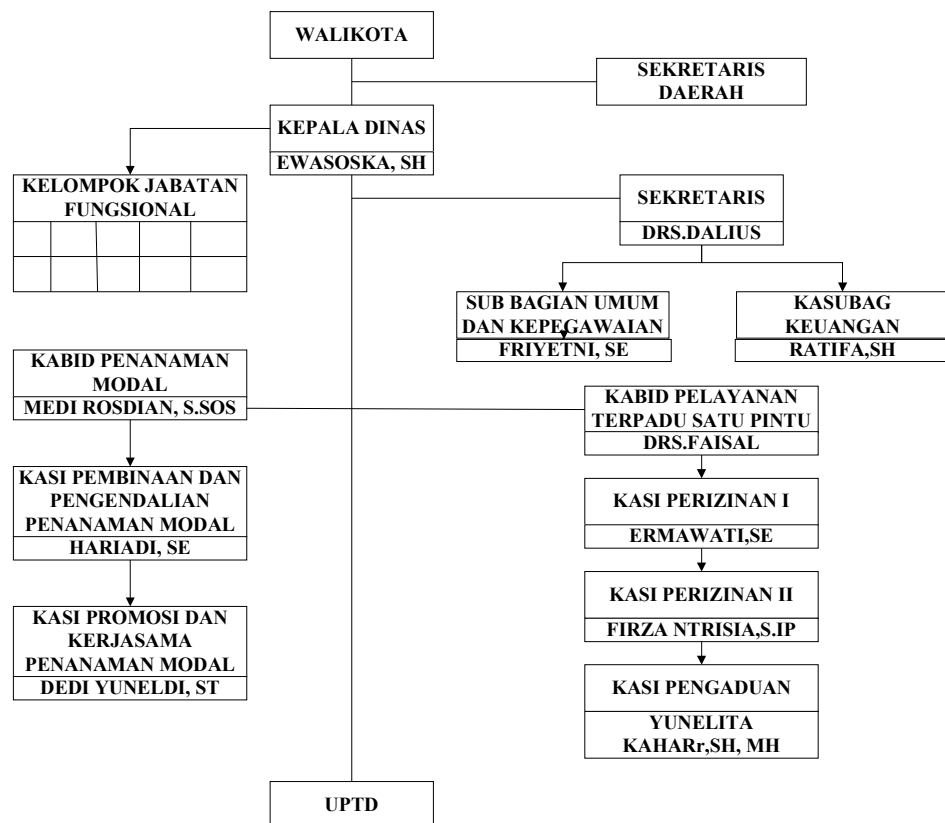 WALIKOTA
SEKRETARIS
DAERAH
KEPALA DINAS
EWASOSKA, SH
KELOMPOK JABATAN
FUNGSIONAL
SEKRETARIS
DRS.DALIUS
SUB BAGIAN UMUM
DAN KEPEGAWAIAN
FRIYETNI, SE
KASUBAG
KEUANGAN
RATIFA,SH
KABID PENANAMAN
MODAL
MEDI ROSDIAN, S.SOS
KABID PELAYANAN
TERPADU SATU PINTU
DRS.FAISAL
KASI PEMBINAAN DAN
PENGENDALIAN
PENANAMAN MODAL
HARIADI, SE
KASI PERIZINAN I
ERMAWATI,SE
KASI PROMOSI DAN
KERJASAMA
PENANAMAN MODAL
DEDI YUNELDI, ST
KASI PERIZINAN II
FIRZA NTRISIA,S.IP
KASI PENGADUAN
YUNELITA
KAHARr,SH, MH
UPTD